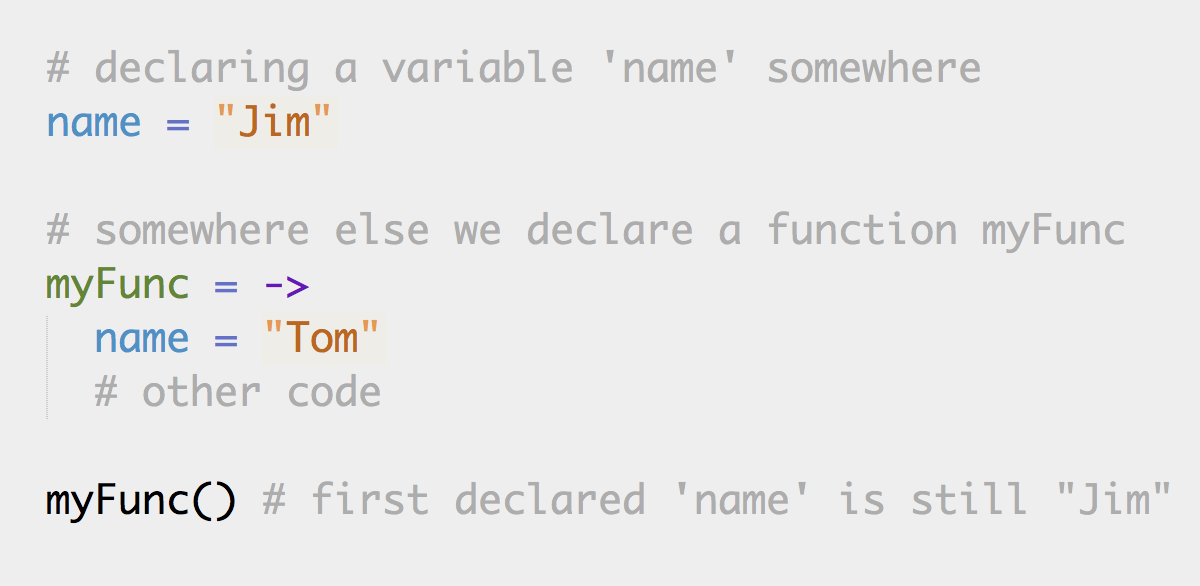 # declaring a variable 'name' somewhere
name = "Jim"
# somewhere else we declare a function myFunc
myFunc = ->
name = "Tom"
# other code
myFunc() # first declared 'name' is still "Jim"